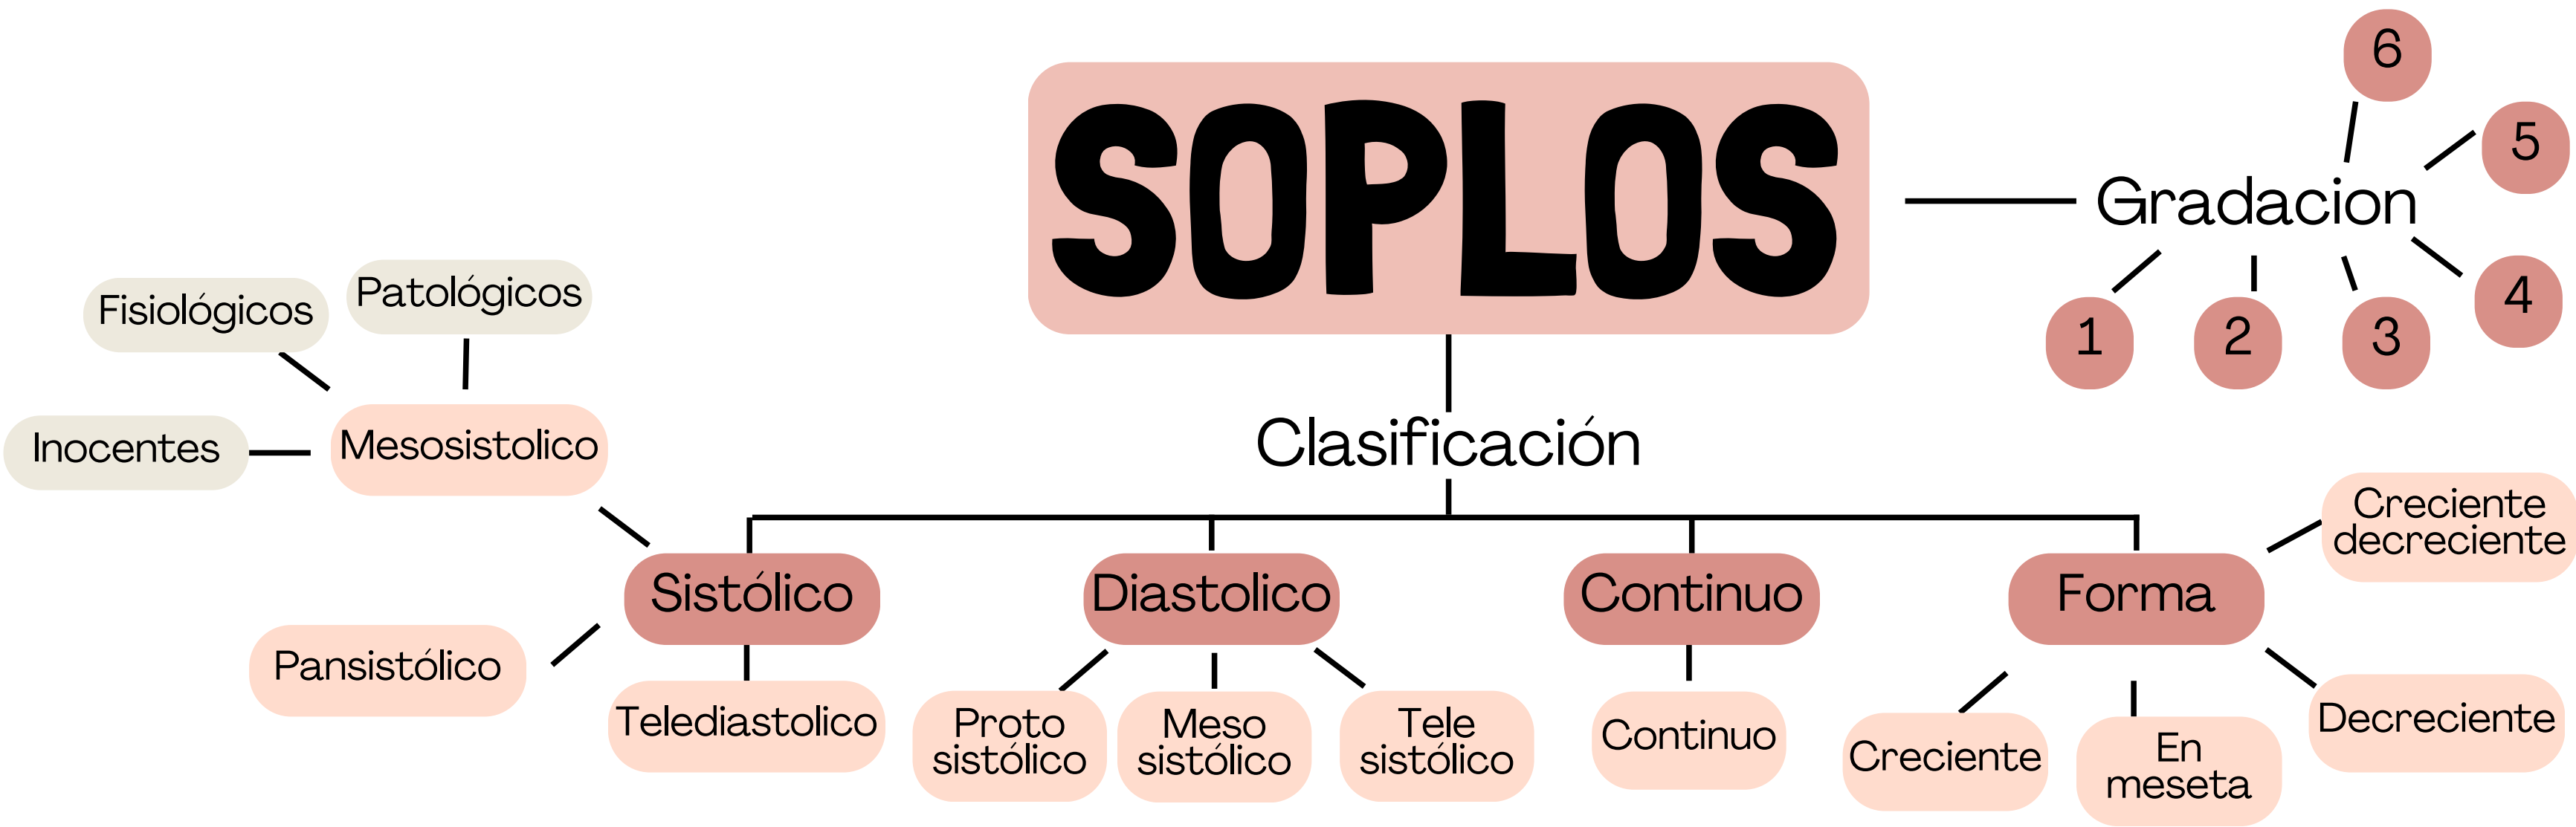 SOPLOS
Gradacion
6
5
4
3
2
1
Clasificación
Fisiológicos
Patológicos
Inocentes
Mesosistolico
Sistólico
Pansistólico
Telediastolico
Diastolico
Proto
sistólico
Meso
sistólico
Tele
sistólico
Continuo
Continuo
Forma
Creciente
decreciente
Creciente
En
meseta
Decreciente